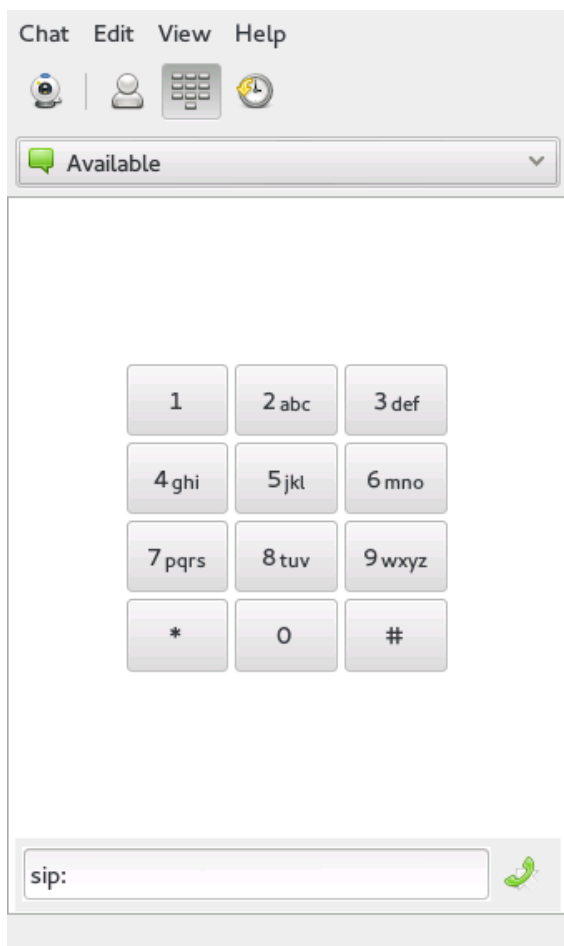 Chat Edit View Help
Available
1 2 abc 3 def
4 ghi 5 jkl 6 mno
7 pqrs 8 tuv 9 wxyz
* 0 #
sip: